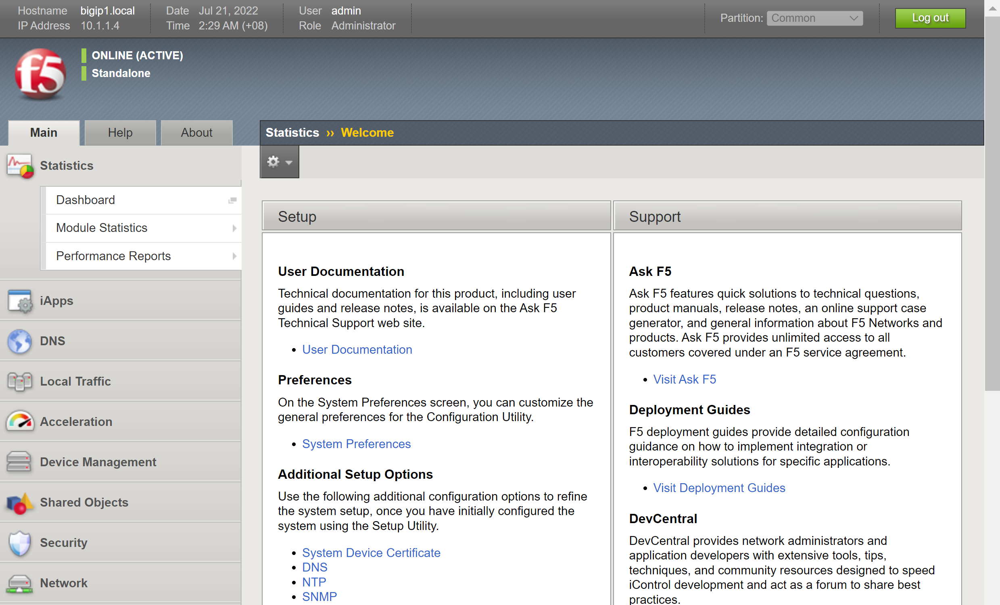 Hostname bigip1.local
IP Address 10.1.1.4
Date Jul 21, 2022
Time 2:29 AM (+08)
User admin
Role Administrator
Partition: Common
Log out
f5
ONLINE (ACTIVE)
Standalone
Main
Help
About
Statistics ›› Welcome
Statistics
Dashboard
Module Statistics
Performance Reports
iApps
DNS
Local Traffic
Acceleration
Device Management
Shared Objects
Security
Network
Setup
User Documentation
Technical documentation for this product, including user
guides and release notes, is available on the Ask F5
Technical Support web site.
• User Documentation
Preferences
On the System Preferences screen, you can customize the
general preferences for the Configuration Utility.
• System Preferences
Additional Setup Options
Use the following additional configuration options to refine
the system setup, once you have initially configured the
system using the Setup Utility.
• System Device Certificate
• DNS
• NTP
• SNMP
Support
Ask F5
Ask F5 features quick solutions to technical questions,
product manuals, release notes, an online support case
generator, and general information about F5 Networks and
products. Ask F5 provides unlimited access to all
customers covered under an F5 service agreement.
• Visit Ask F5
Deployment Guides
F5 deployment guides provide detailed configuration
guidance on how to implement integration or
interoperability solutions for specific applications.
• Visit Deployment Guides
DevCentral
DevCentral provides network administrators and
application developers with extensive tools, tips,
techniques, and community resources designed to speed
iControl development and act as a forum to share best
practices.